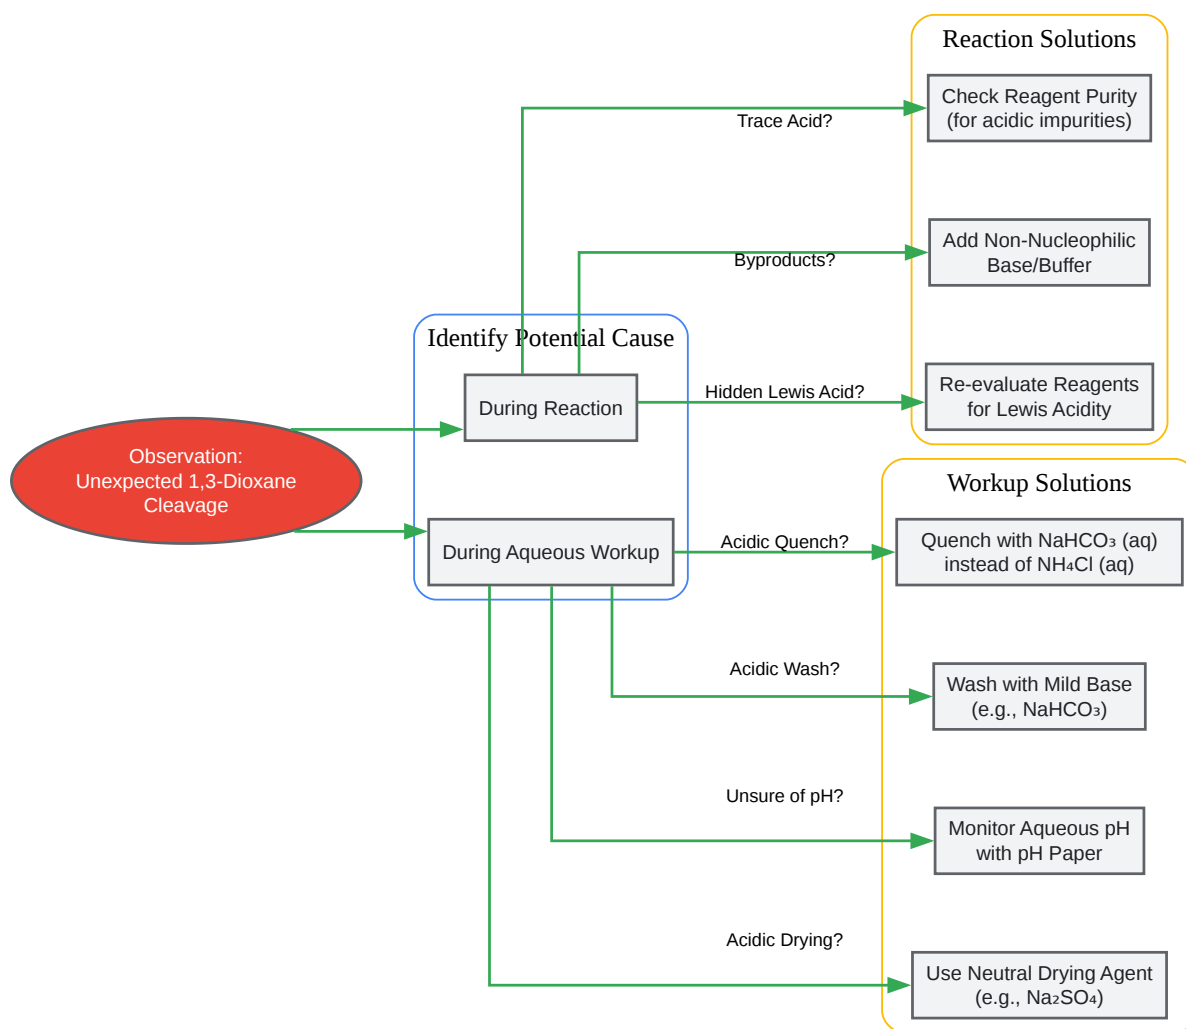 Reaction Solutions
Check Reagent Purity
(for acidic impurities)
Trace Acid?
Add Non-Nucleophilic
Base/Buffer
Byproducts?
Identify Potential Cause
During Reaction
Hidden Lewis Acid?
Re-evaluate Reagents
for Lewis Acidity
Observation:
Unexpected 1,3-Dioxane
Cleavage
Workup Solutions
During Aqueous Workup
Acidic Quench?
Quench with NaHCO₃ (aq)
instead of NH₄Cl (aq)
Acidic Wash?
Wash with Mild Base
(e.g., NaHCO₃)
Unsure of pH?
Monitor Aqueous pH
with pH Paper
Acidic Drying?
Use Neutral Drying Agent
(e.g., Na₂SO₄)